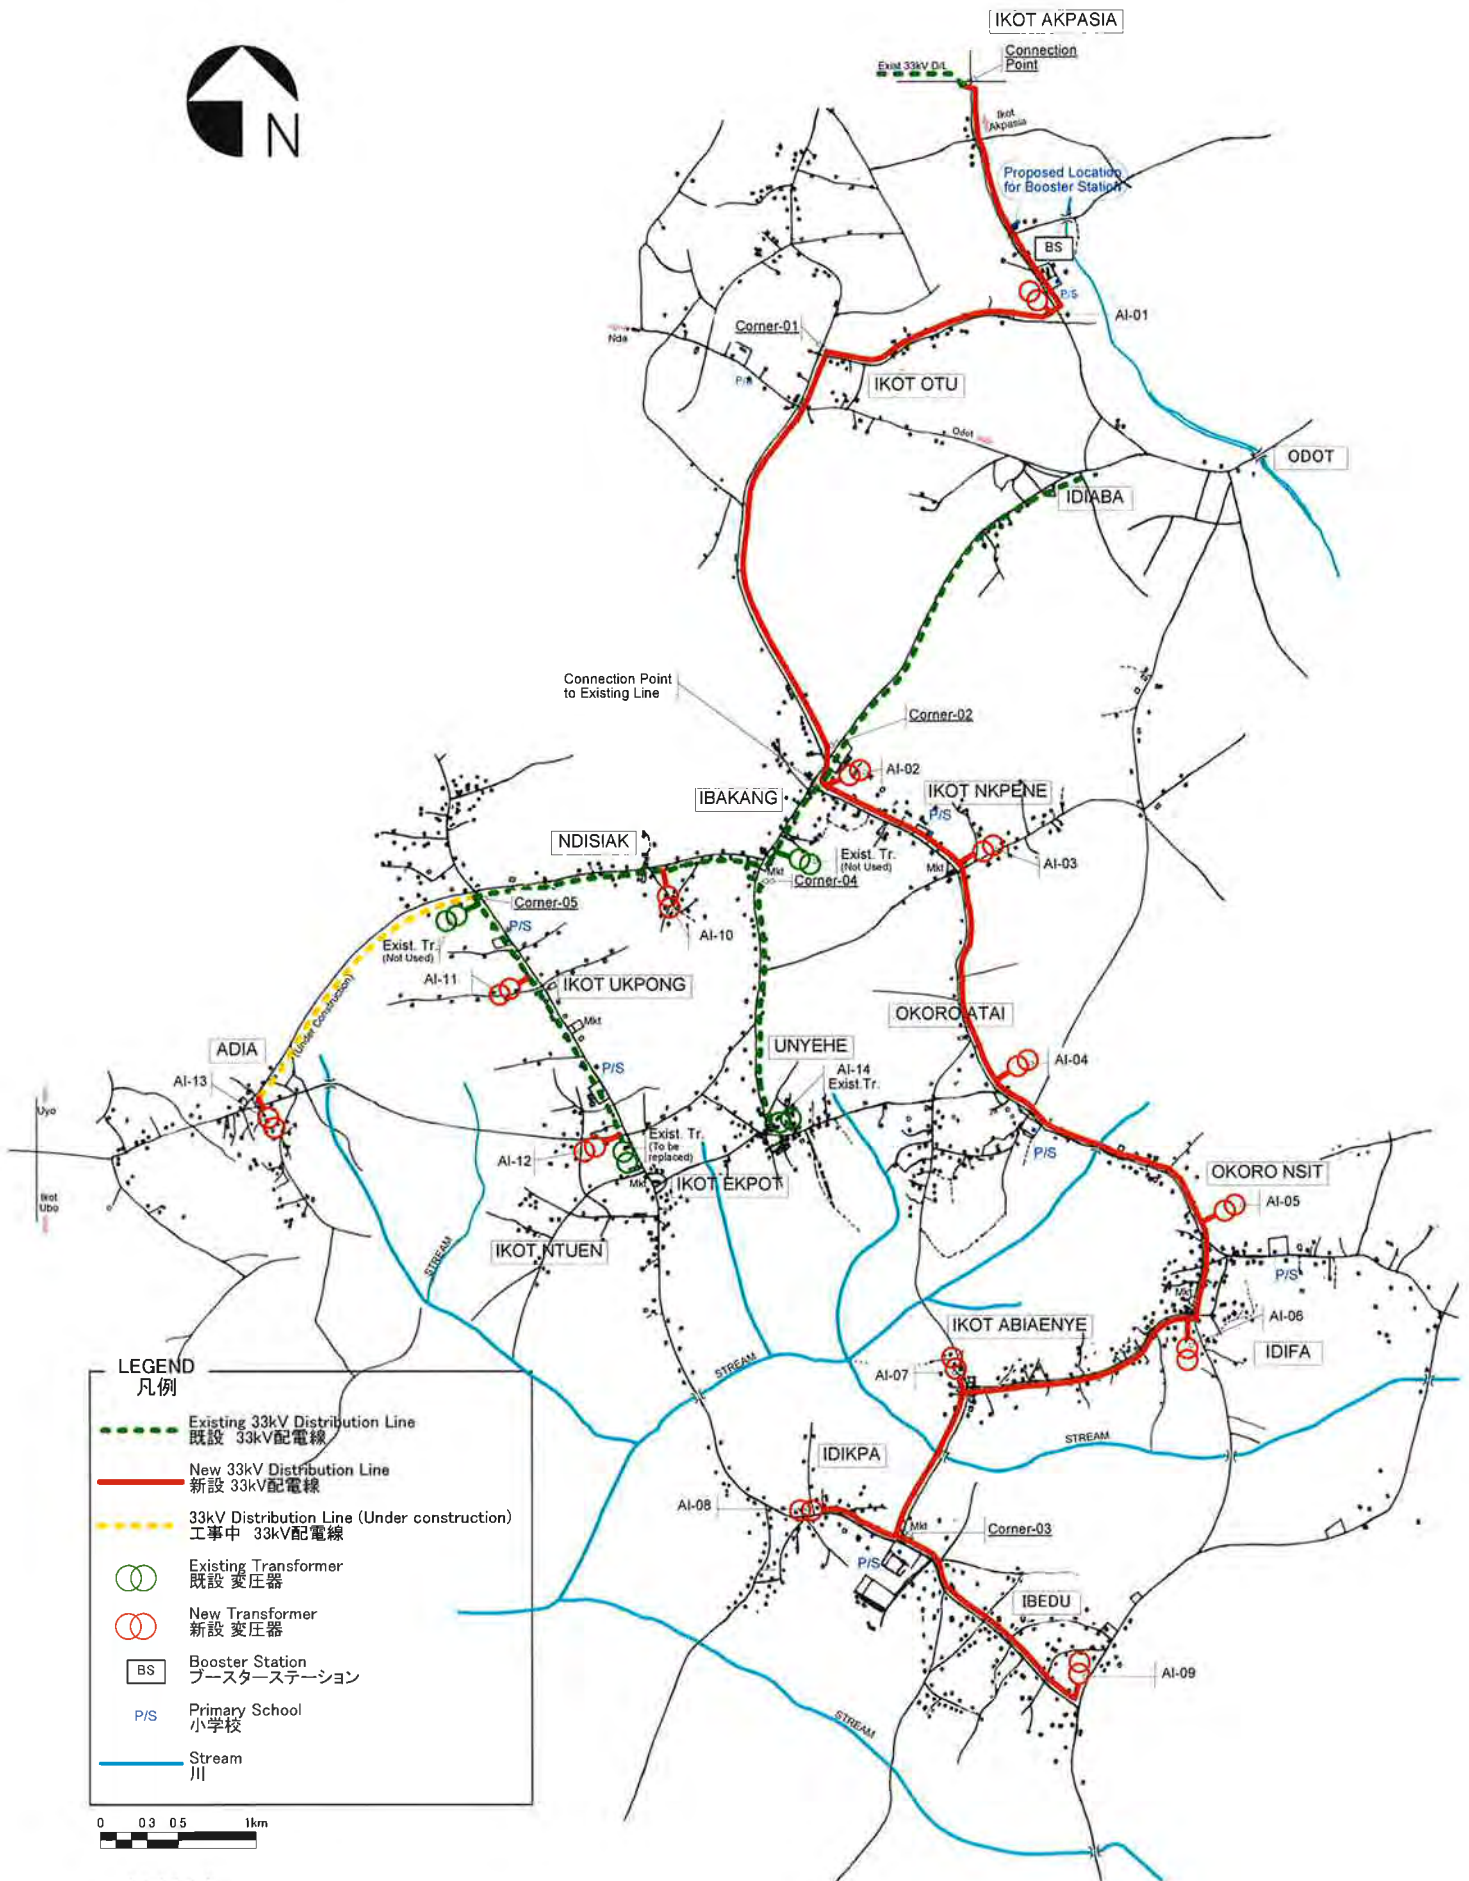 IKOT AKPASIA
Connection
Point
Exist 33kV D/L
N
Ikot
Akpasia
Proposed Location
for Booster Station
BS
P/S
AI-01
Corner-01
Nda
P/S
IKOT OTU
Odot
ODOT
IDIABA
Connection Point
to Existing Line
Corner-02
AI-02
IBAKANG
IKOT NKPENE
P/S
NDISIAK
Exist. Tr.
(Not Used)
Mkt
AI-03
Mkt
Corner-04
Corner-05
P/S
AI-10
Exist. Tr.
(Not Used)
AI-11
IKOT UKPONG
(Under Construction)
OKORO ATAI
Mkt
ADIA
UNYEHE
AI-04
P/S
AI-13
AI-14
Exist.Tr.
Uyo
Exist. Tr.
(To be
replaced)
P/S
AI-12
OKORO NSIT
Mkt
IKOT EKPOT
Ikot
Ubo
AI-05
STREAM
IKOT NTUEN
P/S
Mkt
AI-06
IKOT ABIAENYE
IDIFA
STREAM
AI-07
LEGEND
凡例
Existing 33kV Distribution Line
既設 33kV配電線
STREAM
IDIKPA
New 33kV Distribution Line
新設 33kV配電線
AI-08
33kV Distribution Line (Under construction)
工事中 33kV配電線
Mkt
Corner-03
P/S
Existing Transformer
既設 変圧器
IBEDU
New Transformer
新設 変圧器
BS
Booster Station
ブースターステーション
AI-09
P/S
Primary School
小学校
STREAM
Stream
川
0 0.3 0.5 1km